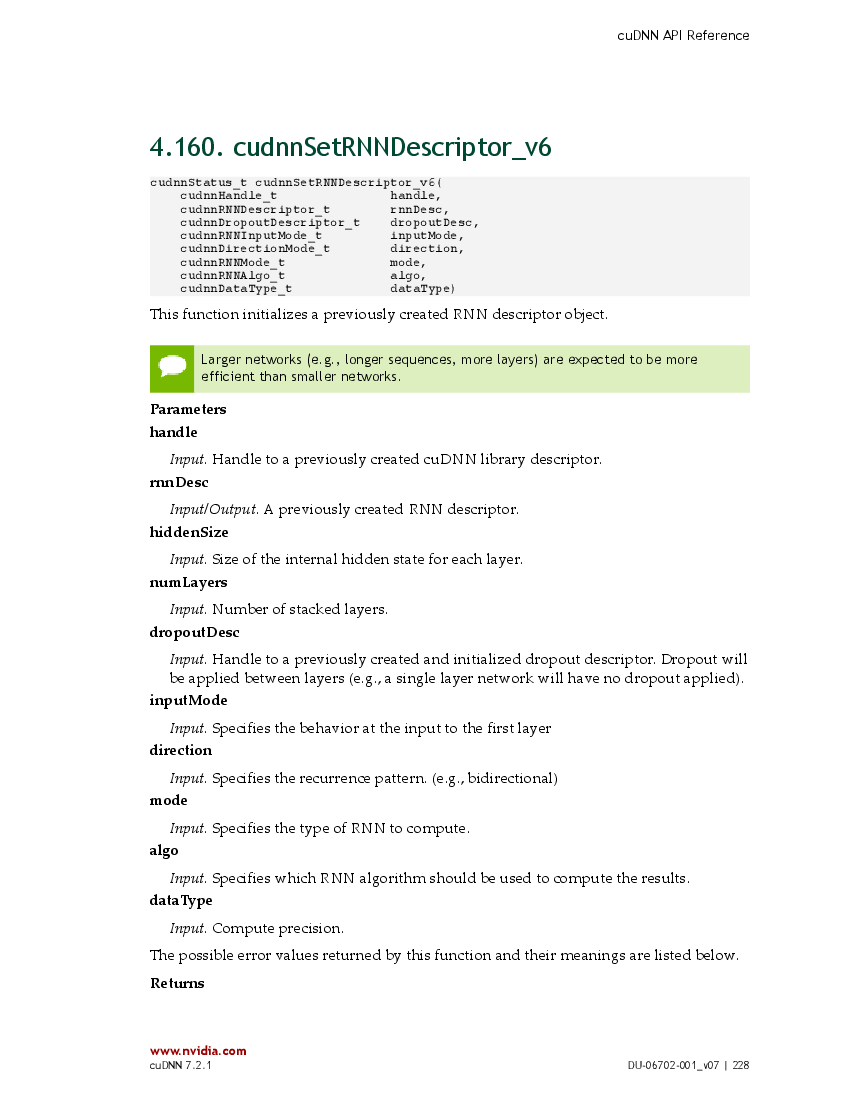 cuDNN API Reference
4.160. cudnnSetRNNDescriptor_v6
cudnnStatus_t cudnnSetRNNDescriptor_v6(
    cudnnHandle_t               handle,
    cudnnRNNDescriptor_t        rnnDesc,
    cudnnDropoutDescriptor_t    dropoutDesc,
    cudnnRNNInputMode_t         inputMode,
    cudnnDirectionMode_t        direction,
    cudnnRNNMode_t              mode,
    cudnnRNNAlgo_t              algo,
    cudnnDataType_t             dataType)
This function initializes a previously created RNN descriptor object.
Larger networks (e.g., longer sequences, more layers) are expected to be more
efficient than smaller networks.
Parameters
handle
Input. Handle to a previously created cuDNN library descriptor.
rnnDesc
Input/Output. A previously created RNN descriptor.
hiddenSize
Input. Size of the internal hidden state for each layer.
numLayers
Input. Number of stacked layers.
dropoutDesc
Input. Handle to a previously created and initialized dropout descriptor. Dropout will
be applied between layers (e.g., a single layer network will have no dropout applied).
inputMode
Input. Specifies the behavior at the input to the first layer
direction
Input. Specifies the recurrence pattern. (e.g., bidirectional)
mode
Input. Specifies the type of RNN to compute.
algo
Input. Specifies which RNN algorithm should be used to compute the results.
dataType
Input. Compute precision.
The possible error values returned by this function and their meanings are listed below.
Returns
www.nvidia.com
cuDNN 7.2.1
DU-06702-001_v07 | 228